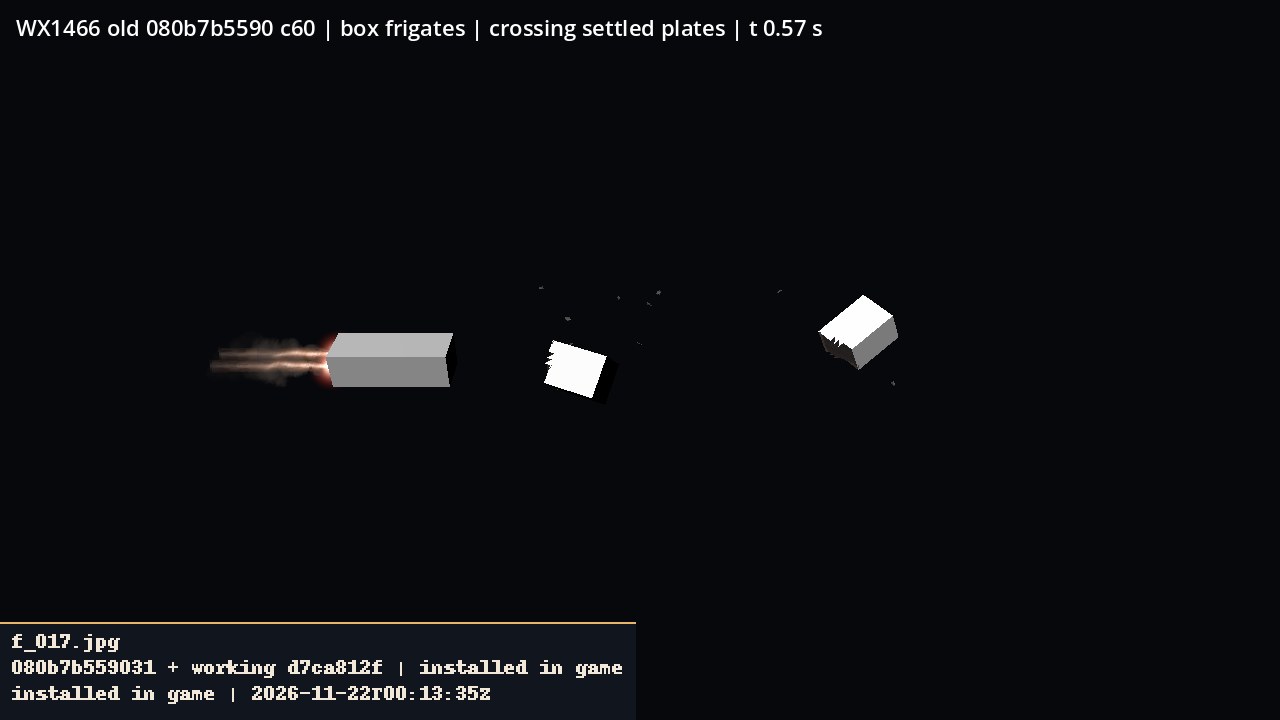 WX1466 old 080b7b5590 c60 | box frigates | crossing settled plates | t 0.57 s
f_017.jpg
080b7b559031 + working d7ca812f | installed in game
installed in game | 2026-11-22T00:13:35Z